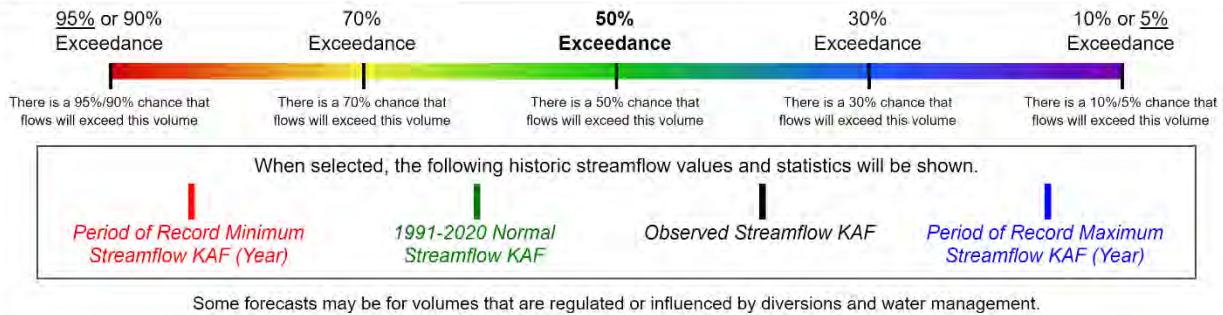 95% or 90%
Exceedance
70%
Exceedance
50%
Exceedance
30%
Exceedance
10% or 5%
Exceedance
There is a 95%/90% chance that
flows will exceed this volume
There is a 70% chance that
flows will exceed this volume
There is a 50% chance that
flows will exceed this volume
There is a 30% chance that
flows will exceed this volume
There is a 10%/5% chance that
flows will exceed this volume
When selected, the following historic streamflow values and statistics will be shown.
Period of Record Minimum
Streamflow KAF (Year)
1991-2020 Normal
Streamflow KAF
Observed Streamflow KAF
Period of Record Maximum
Streamflow KAF (Year)
Some forecasts may be for volumes that are regulated or influenced by diversions and water management.